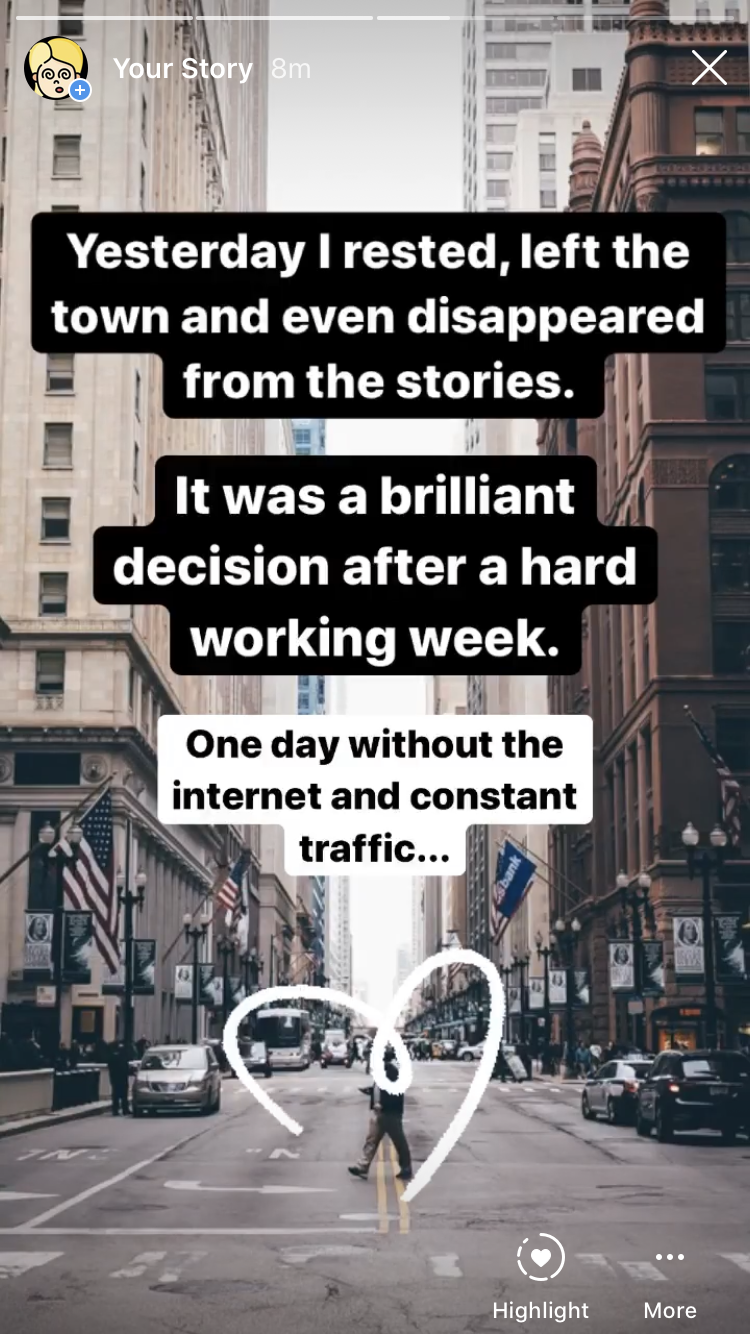 Your Story 8m
Yesterday I rested, left the
town and even disappeared
from the stories.
It was a brilliant
decision after a hard
working week.
One day without the
internet and constant
traffic...
bank
Highlight
More